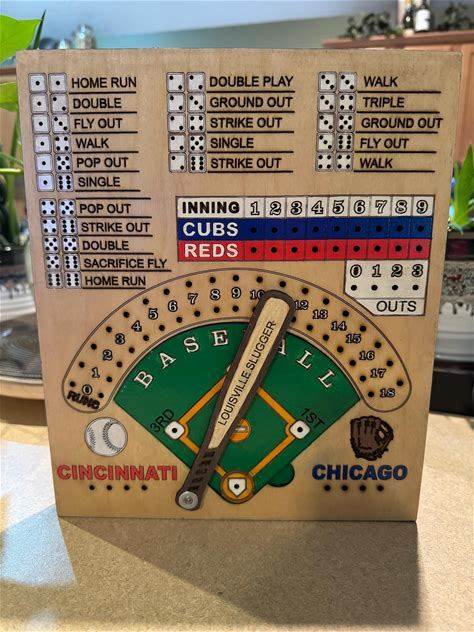 HOME RUN
DOUBLE
FLY OUT
WALK
POP OUT
SINGLE
DOUBLE PLAY
GROUND OUT
STRIKE OUT
SINGLE
STRIKE OUT
WALK
TRIPLE
GROUND OUT
FLY OUT
WALK
POP OUT
STRIKE OUT
DOUBLE
SACRIFICE FLY
HOME RUN
INNING 1 2 3 4 5 6 7 8 9
CUBS
REDS
0 1 2 3
OUTS
0 1 2 3 4 5 6 7 8 9 10 11 12 13 14 15 16 17 18
RUNS
BASEBALL
LOUISVILLE SLUGGER
3RD
1ST
CINCINNATI
CHICAGO